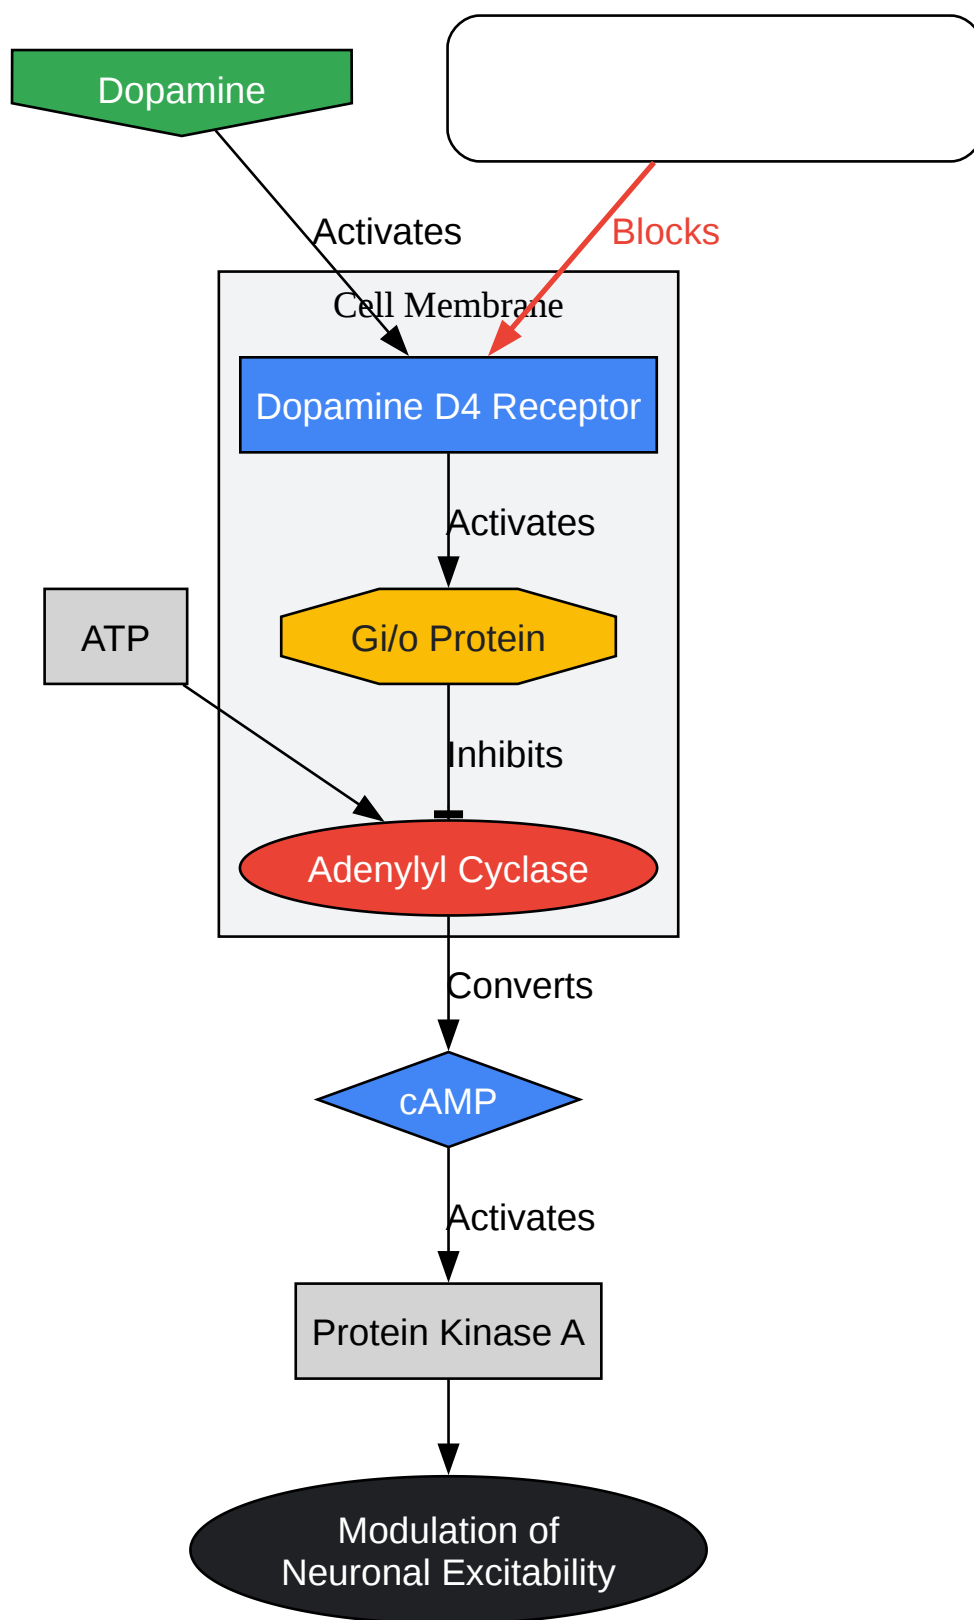 Dopamine
Activates
Blocks
Cell Membrane
Dopamine D4 Receptor
Activates
ATP
Gi/o Protein
Inhibits
Adenylyl Cyclase
Converts
cAMP
Activates
Protein Kinase A
Modulation of
Neuronal Excitability